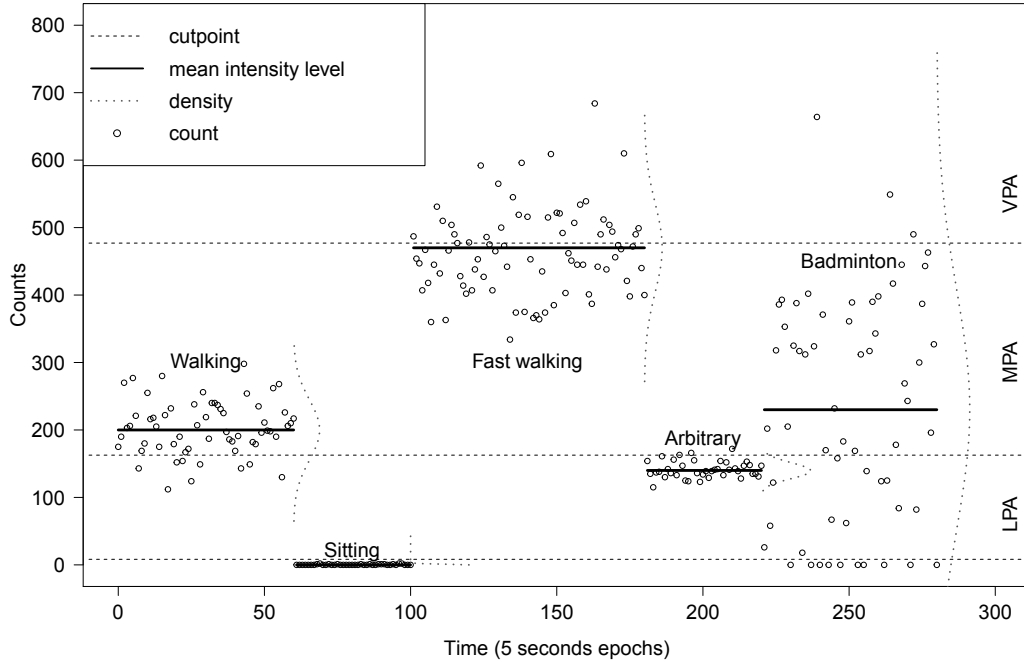 800
700
600
500
400
300
200
100
0
Counts
cutpoint
mean intensity level
density
count
Walking
Sitting
Fast walking
Arbitrary
Badminton
VPA
MPA
LPA
0 50 100 150 200 250 300
Time (5 seconds epochs)